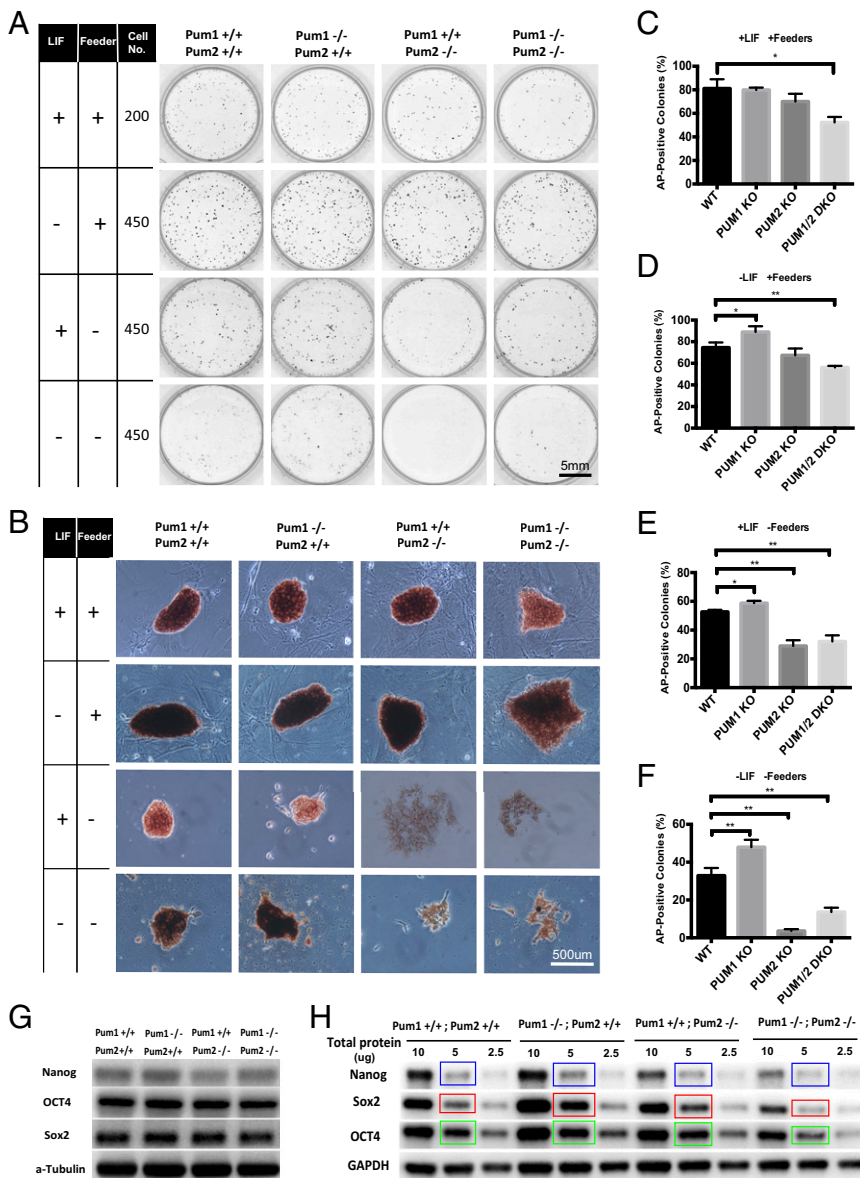 A
LIF Feeder Cell No.
Pum1 +/+ Pum1 -/- Pum1 +/+ Pum1 -/-
Pum2 +/+ Pum2 +/+ Pum2 -/- Pum2 -/-
+ + 200
- + 450
+ - 450
- - 450
5mm
B
LIF Feeder
Pum1 +/+ Pum1 -/- Pum1 +/+ Pum1 -/-
Pum2 +/+ Pum2 +/+ Pum2 -/- Pum2 -/-
+ +
- +
+ -
- -
500um
C
+LIF +Feeders
*
AP-Positive Colonies (%)
100
80
60
40
20
0
WT PUM1 KO PUM2 KO PUM1/2 DKO
D
-LIF +Feeders
**
*
AP-Positive Colonies (%)
100
80
60
40
20
0
WT PUM1 KO PUM2 KO PUM1/2 DKO
E
+LIF -Feeders
**
**
*
AP-Positive Colonies (%)
80
60
40
20
0
WT PUM1 KO PUM2 KO PUM1/2 DKO
F
-LIF -Feeders
**
**
**
AP-Positive Colonies (%)
60
40
20
0
WT PUM1 KO PUM2 KO PUM1/2 DKO
G
Pum1 +/+ Pum1 -/- Pum1 +/+ Pum1 -/-
Pum2+/+ Pum2+/+ Pum2 -/- Pum2 -/-
Nanog
OCT4
Sox2
a-Tubulin
H
Pum1 +/+ ; Pum2 +/+ Pum1 -/- ; Pum2 +/+ Pum1 +/+ ; Pum2 -/- Pum1 -/- ; Pum2 -/-
Total protein
(ug) 10 5 2.5 10 5 2.5 10 5 2.5 10 5 2.5
Nanog
Sox2
OCT4
GAPDH